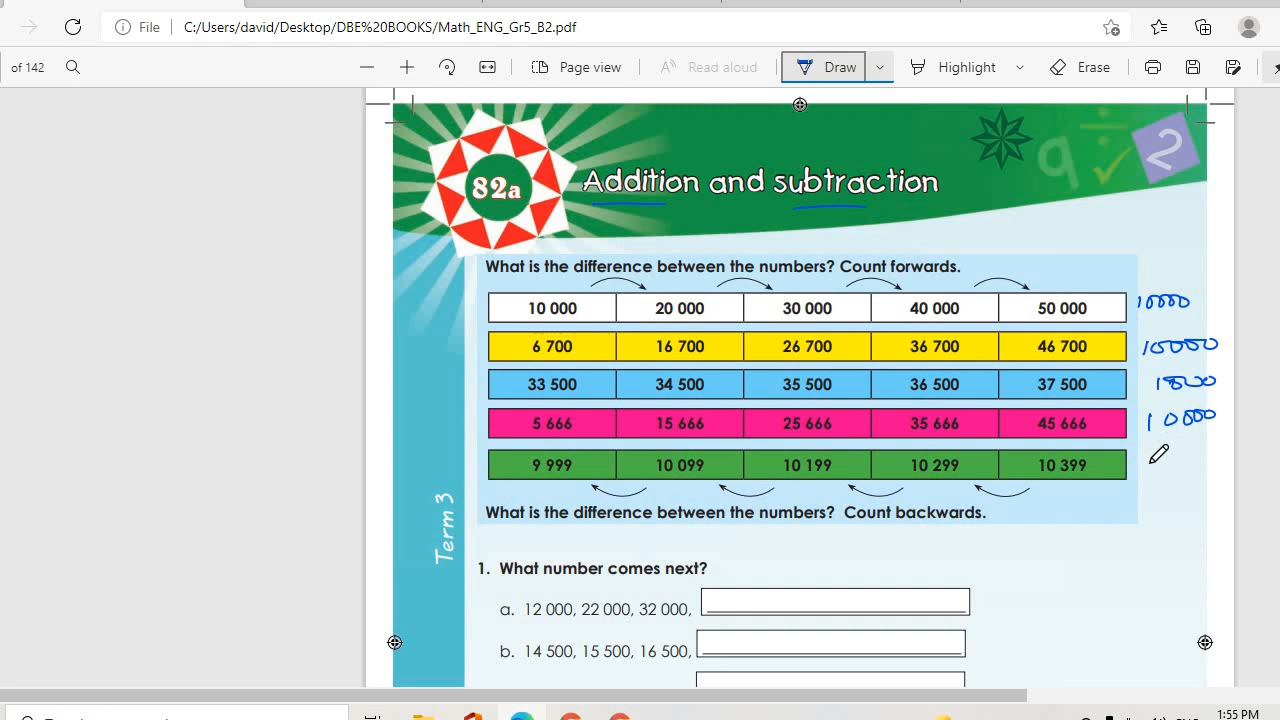 File C:/Users/david/Desktop/DBE%20BOOKS/Math_ENG_Gr5_B2.pdf
of 142 Page view Read aloud Draw Highlight Erase
9 2
82a
Addition and subtraction
What is the difference between the numbers? Count forwards.
10 000 20 000 30 000 40 000 50 000 10000
6 700 16 700 26 700 36 700 46 700 10000
33 500 34 500 35 500 36 500 37 500
5 666 15 666 25 666 35 666 45 666 10000
9 999 10 099 10 199 10 299 10 399
What is the difference between the numbers? Count backwards.
Term 3
1. What number comes next?
a. 12 000, 22 000, 32 000,
b. 14 500, 15 500, 16 500,
1:55 PM